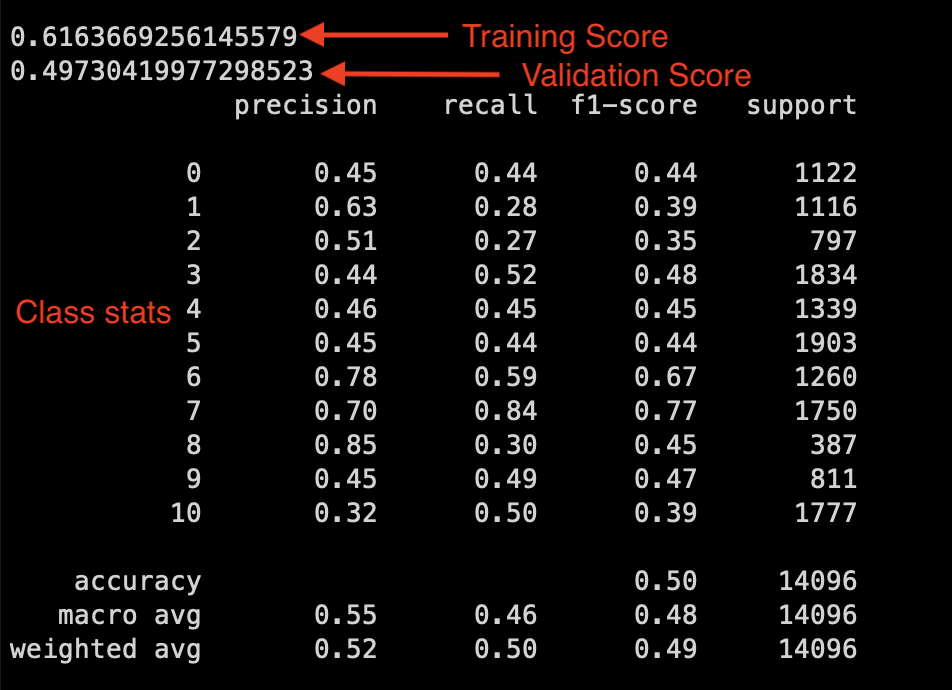 0.6163669256145579 Training Score
0.49730419977298523 Validation Score
precision recall f1-score support
0 0.45 0.44 0.44 1122
1 0.63 0.28 0.39 1116
2 0.51 0.27 0.35 797
3 0.44 0.52 0.48 1834
Class stats 4 0.46 0.45 0.45 1339
5 0.45 0.44 0.44 1903
6 0.78 0.59 0.67 1260
7 0.70 0.84 0.77 1750
8 0.85 0.30 0.45 387
9 0.45 0.49 0.47 811
10 0.32 0.50 0.39 1777
accuracy 0.50 14096
macro avg 0.55 0.46 0.48 14096
weighted avg 0.52 0.50 0.49 14096